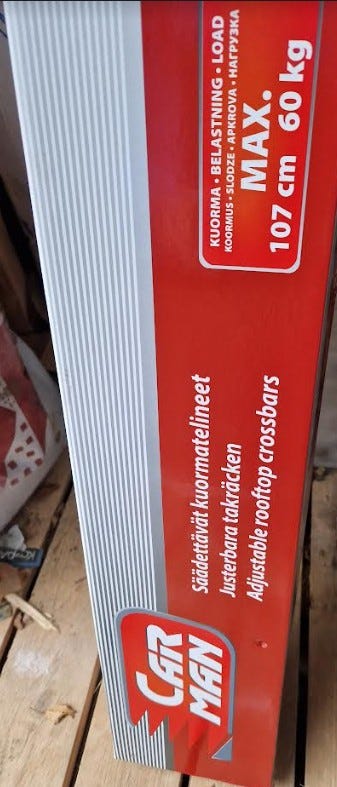 CAR
MAN
Säädettävät kuormatelineet
Justerbara takräcken
Adjustable rooftop crossbars
KUORMA • BELASTNING • LOAD
KOORMUS • SLODZE • APKROVA • НАГРУЗКА
MAX.
107 cm 60 kg